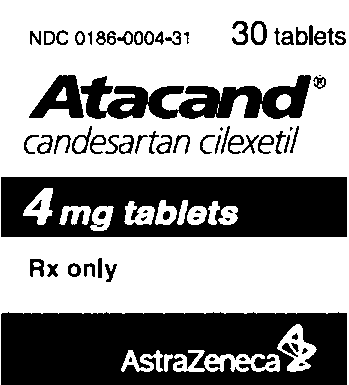 NDC 0186-0004-31 30 tablets
Atacand®
candesartan cilexetil
4 mg tablets
Rx only
AstraZeneca